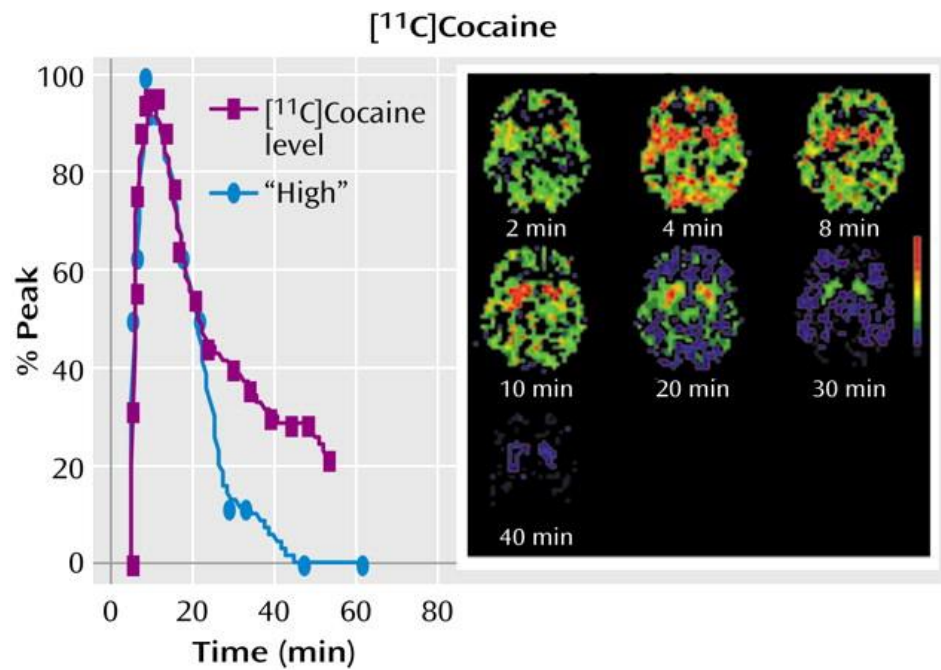 [¹¹C]Cocaine
% Peak
100
80
60
40
20
0
[¹¹C]Cocaine
level
“High”
0 20 40 60 80
Time (min)
2 min 4 min 8 min
10 min 20 min 30 min
40 min